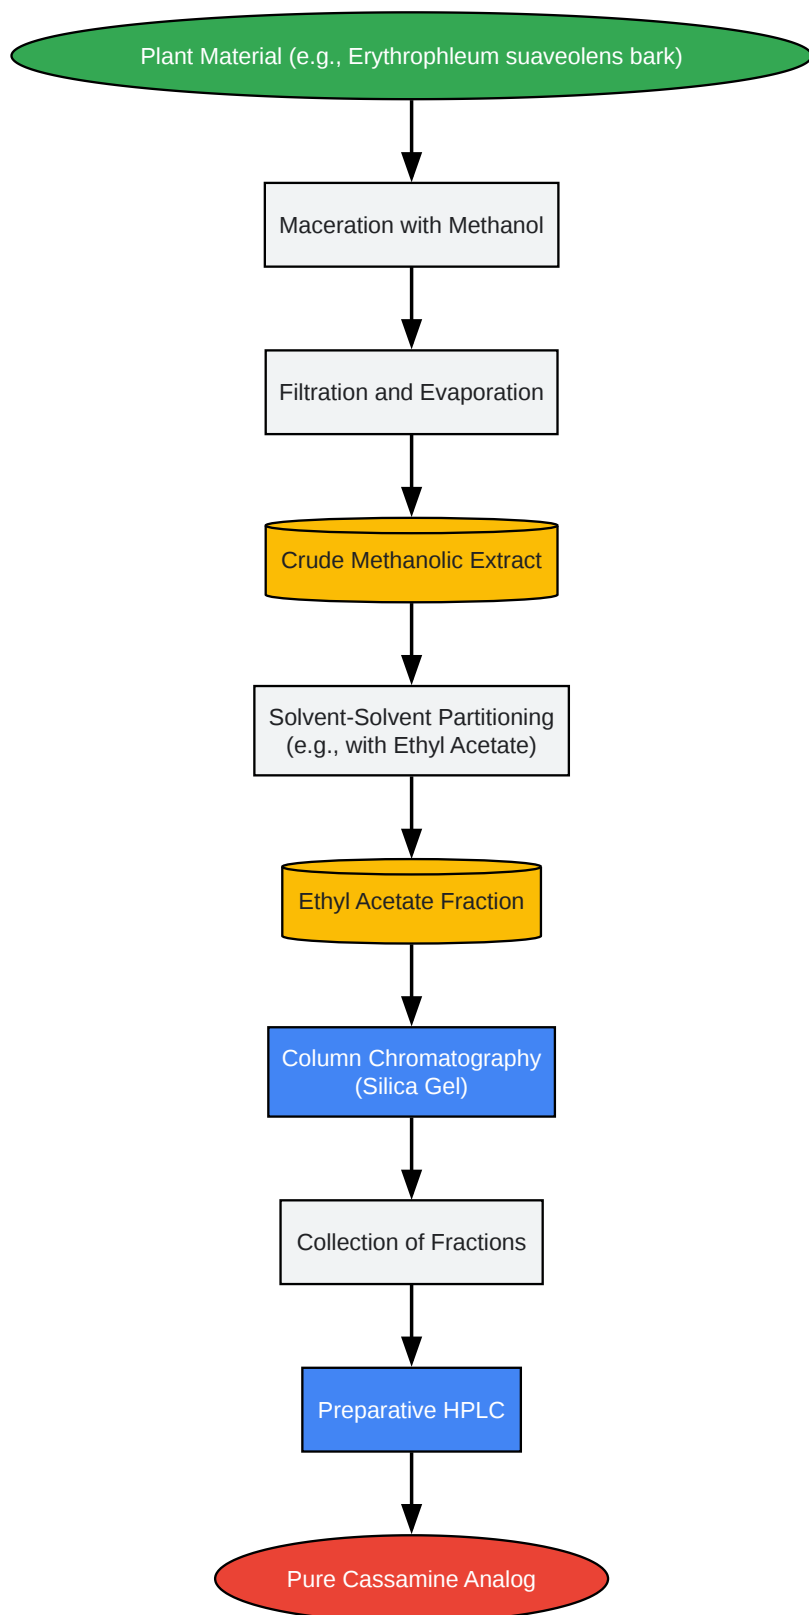 Plant Material (e.g., Erythrophleum suaveolens bark)
Maceration with Methanol
Filtration and Evaporation
Crude Methanolic Extract
Solvent-Solvent Partitioning
(e.g., with Ethyl Acetate)
Ethyl Acetate Fraction
Column Chromatography
(Silica Gel)
Collection of Fractions
Preparative HPLC
Pure Cassamine Analog